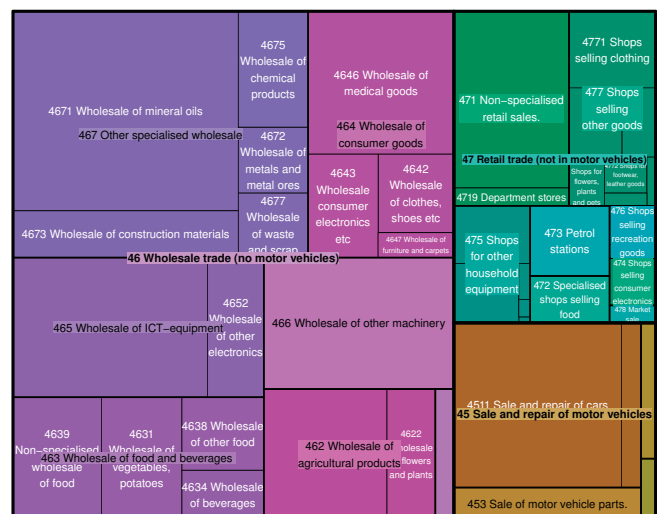 4671 Wholesale of mineral oils
4675
Wholesale of
chemical
products
467 Other specialised wholesale
4672
Wholesale of
metals and
metal ores
4677
Wholesale
of waste
and scrap
4673 Wholesale of construction materials
4646 Wholesale of
medical goods
464 Wholesale of
consumer goods
4643
Wholesale
consumer
electronics
etc
4642
Wholesale
of clothes,
shoes etc
4647 Wholesale of
furniture and carpets
46 Wholesale trade (no motor vehicles)
465 Wholesale of ICT−equipment
4652
Wholesale
of other
electronics
466 Wholesale of other machinery
4639
Non−specialised
wholesale
of food
4631
Wholesale of
vegetables,
potatoes
4638 Wholesale
of other food
463 Wholesale of food and beverages
4634 Wholesale
of beverages
462 Wholesale of
agricultural products
4622
and plants
471 Non−specialised
retail sales.
4719 Department stores
4771 Shops
selling clothing
477 Shops
selling
other goods
47 Retail trade (not in motor vehicles)
Shops for
flowers,
plants
and pets
4772 Shops for
footwear,
leather goods
475 Shops
for other
household
equipment
473 Petrol
stations
472 Specialised
shops selling
food
476 Shops
selling
recreation
goods
474 Shops
selling
consumer
electronics
478 Market
sale
4511 Sale and repair of cars
45 Sale and repair of motor vehicles
453 Sale of motor vehicle parts.